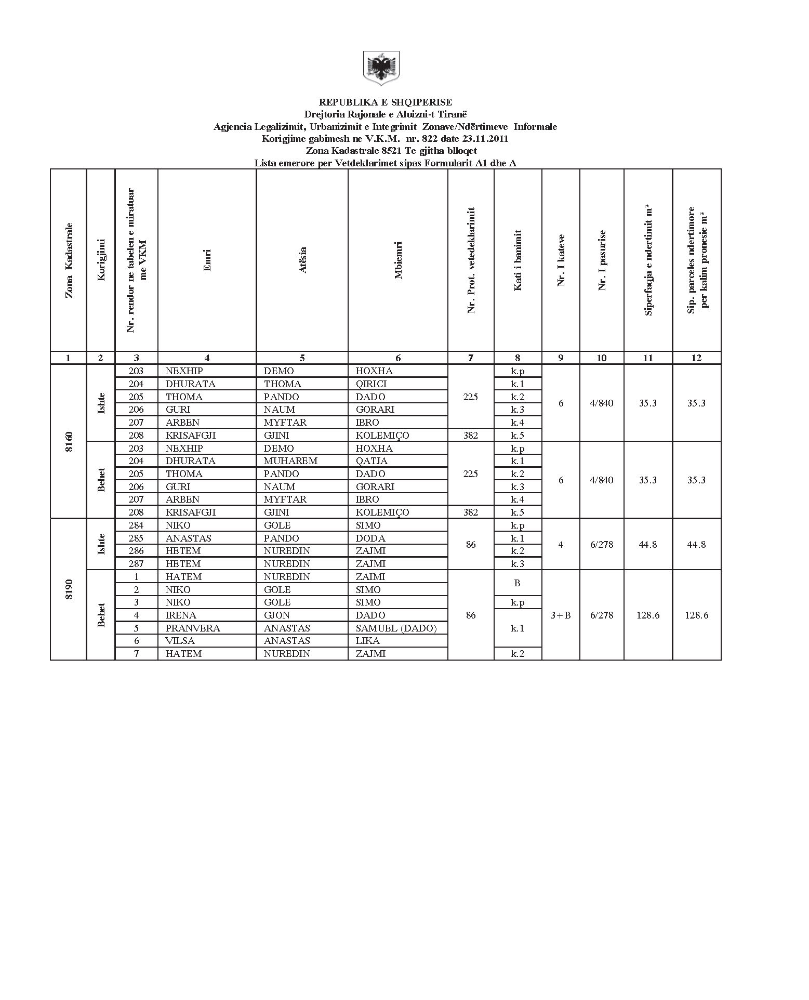 REPUBLIKA E SHQIPERISE
Drejtoria Rajonale e Aluizni-t Tiranë
Agjencia Legalizimit, Urbanizimit e Integrimit Zonave/Ndërtimeve Informale
Korigjime gabimesh ne V.K.M. nr. 822 date 23.11.2011
Zona Kadastrale 8521 Te gjitha blloqet
Lista emerore per Vetdeklarimet sipas Formularit A1 dhe A
Zona Kadastrale
Korigjimi
Nr. rendor ne tabelen e miratuar
me VKM
Emri
Atësia
Mbiemri
Nr. Prot. vetedeklarimit
Kati i banimit
Nr. I kateve
Nr. I pasurise
Siperfaqja e ndertimit m²
Sip. parceles ndertimore
per kalim pronesie m²
1 2 3 4 5 6 7 8 9 10 11 12
8160
Ishte
203 NEXHIP DEMO HOXHA k.p
204 DHURATA THOMA QIRICI k.1
205 THOMA PANDO DADO 225 k.2
6 4/840 35.3 35.3
206 GURI NAUM GORARI k.3
207 ARBEN MYFTAR IBRO k.4
208 KRISAFGJI GJINI KOLEMIÇO 382 k.5
Behet
203 NEXHIP DEMO HOXHA k.p
204 DHURATA MUHAREM QATJA k.1
205 THOMA PANDO DADO 225 k.2
6 4/840 35.3 35.3
206 GURI NAUM GORARI k.3
207 ARBEN MYFTAR IBRO k.4
208 KRISAFGJI GJINI KOLEMIÇO 382 k.5
8190
Ishte
284 NIKO GOLE SIMO k.p
285 ANASTAS PANDO DODA k.1
86 4 6/278 44.8 44.8
286 HETEM NUREDIN ZAJMI k.2
287 HETEM NUREDIN ZAJMI k.3
Behet
1 HATEM NUREDIN ZAIMI
B
2 NIKO GOLE SIMO
3 NIKO GOLE SIMO k.p
4 IRENA GJON DADO 86 3+B 6/278 128.6 128.6
5 PRANVERA ANASTAS SAMUEL (DADO) k.1
6 VILSA ANASTAS LIKA
7 HATEM NUREDIN ZAJMI k.2